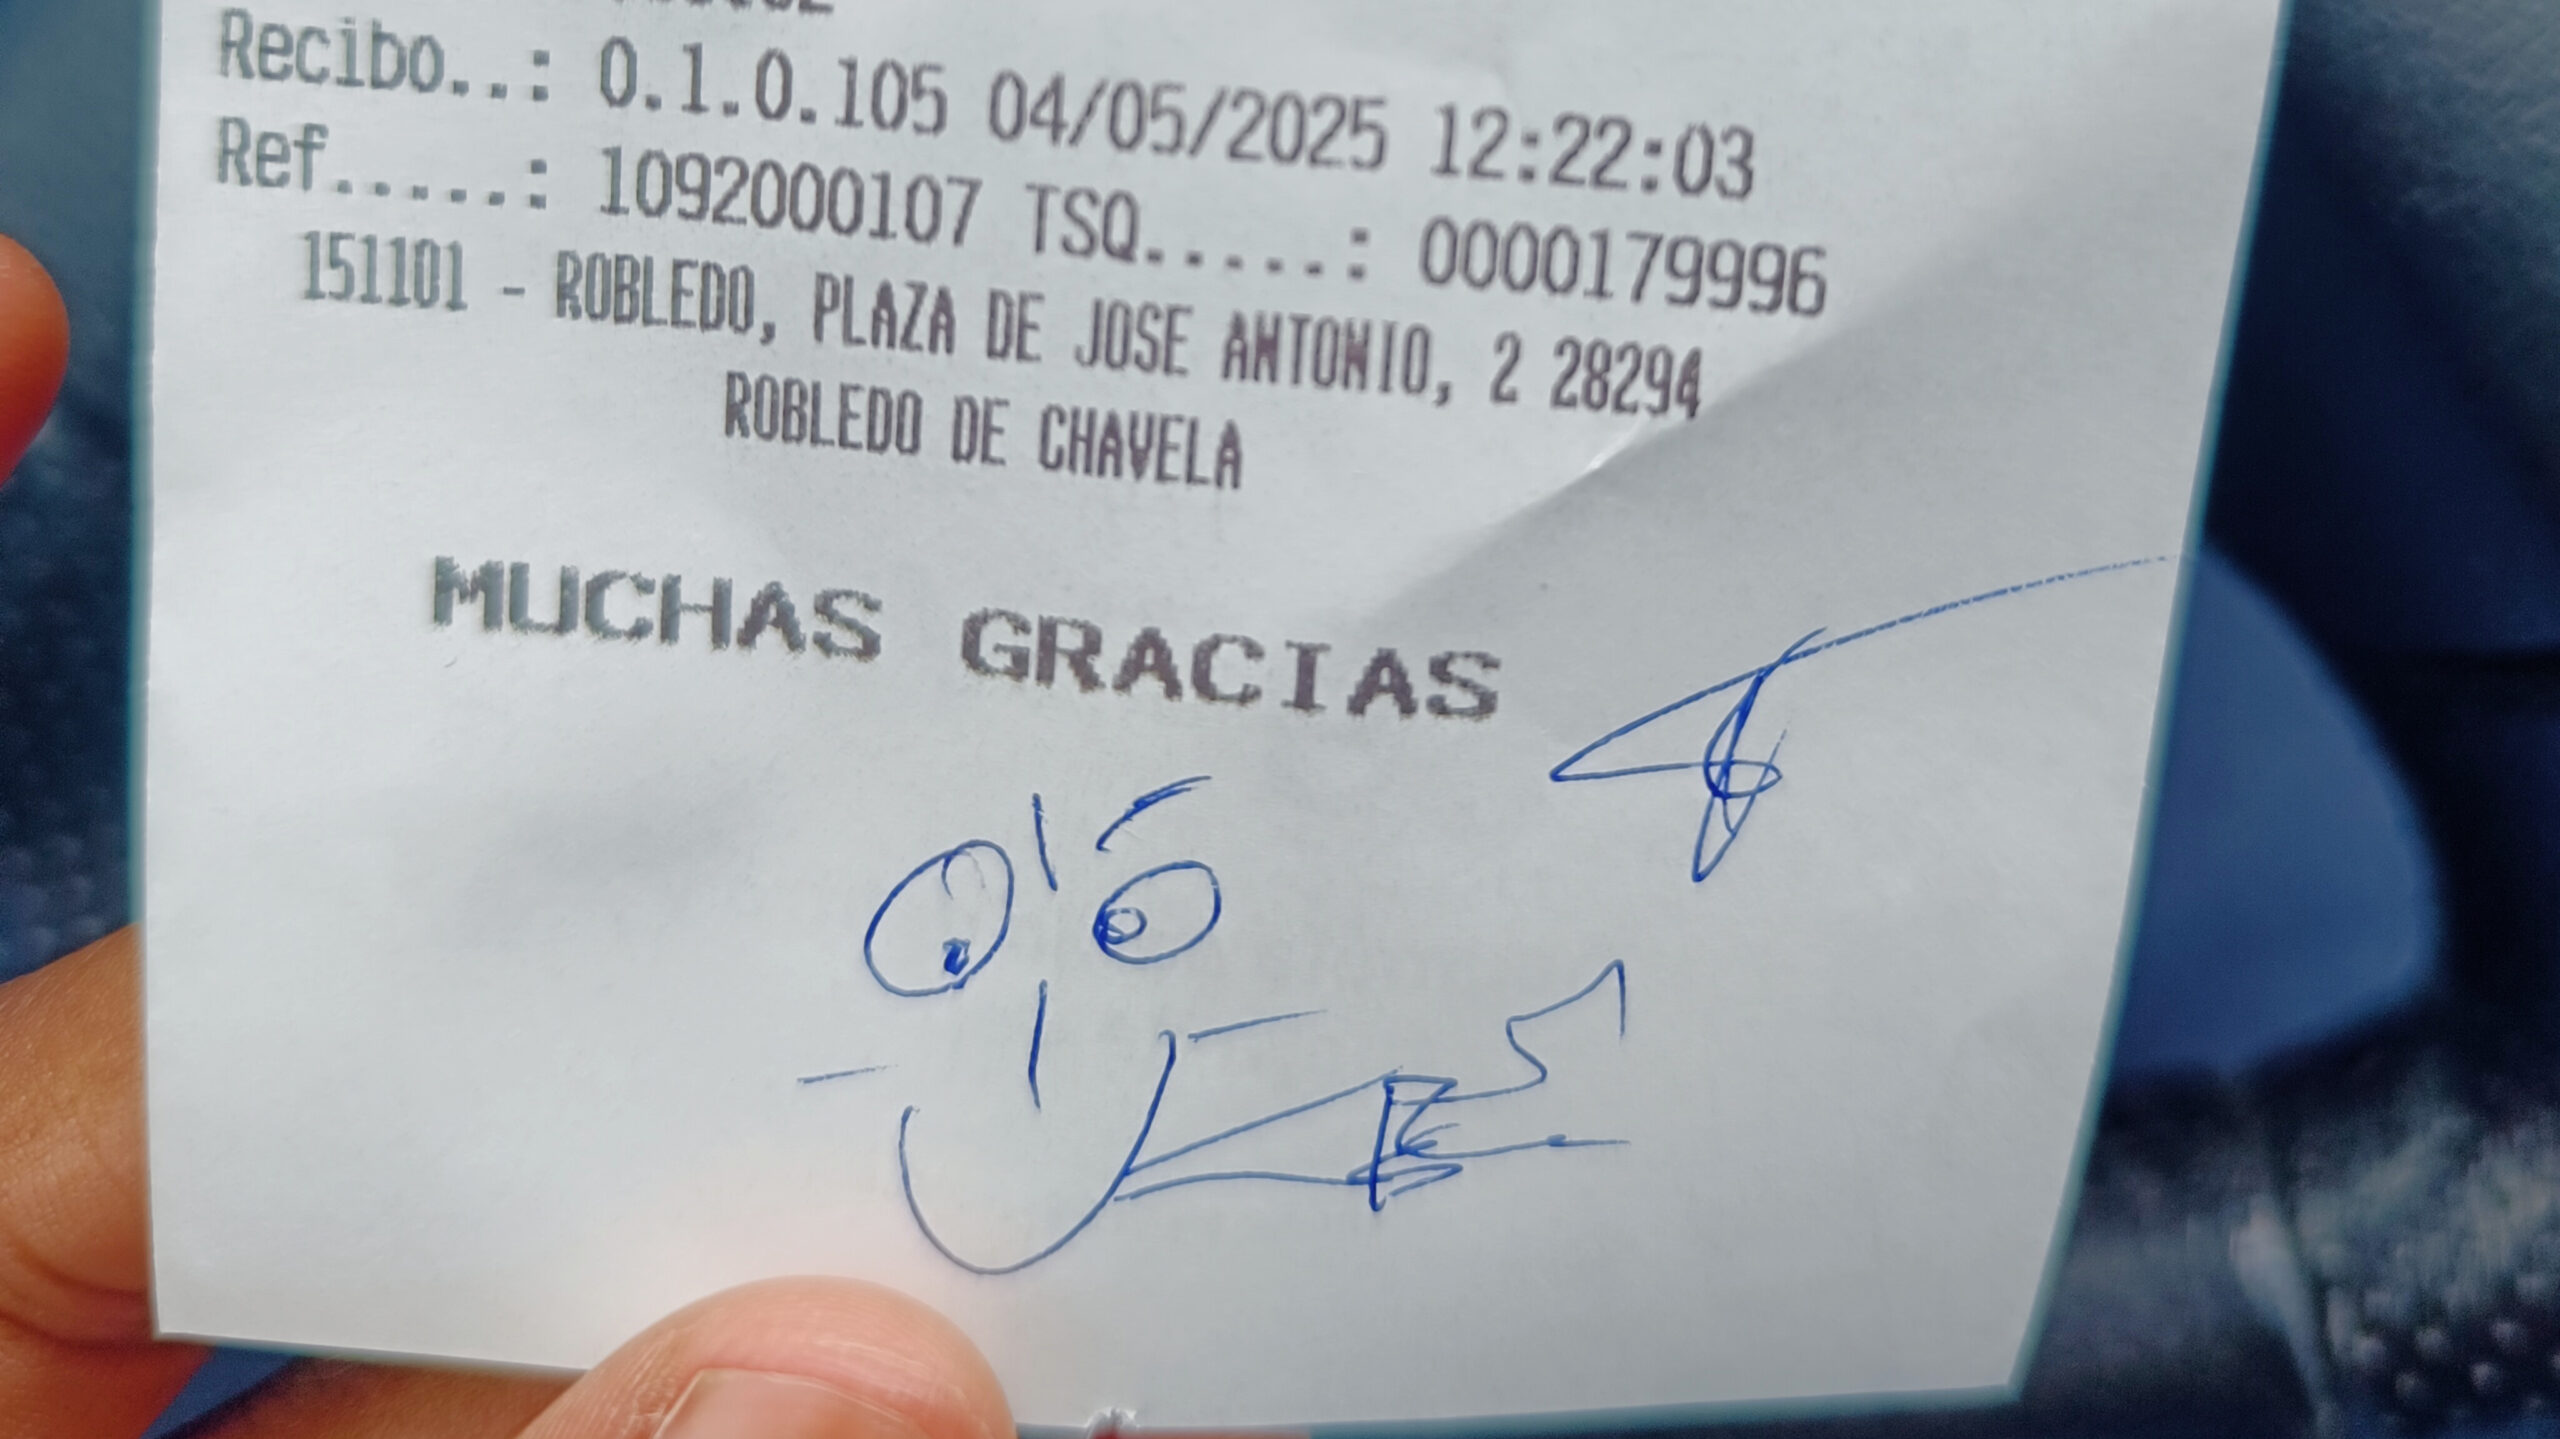 Recibo..: 0.1.0.105 04/05/2025 12:22:03
Ref.....: 1092000107 TSQ.....: 0000179996
151101 - ROBLEDO, PLAZA DE JOSE ANTONIO, 2 28294
ROBLEDO DE CHAVELA
MUCHAS GRACIAS